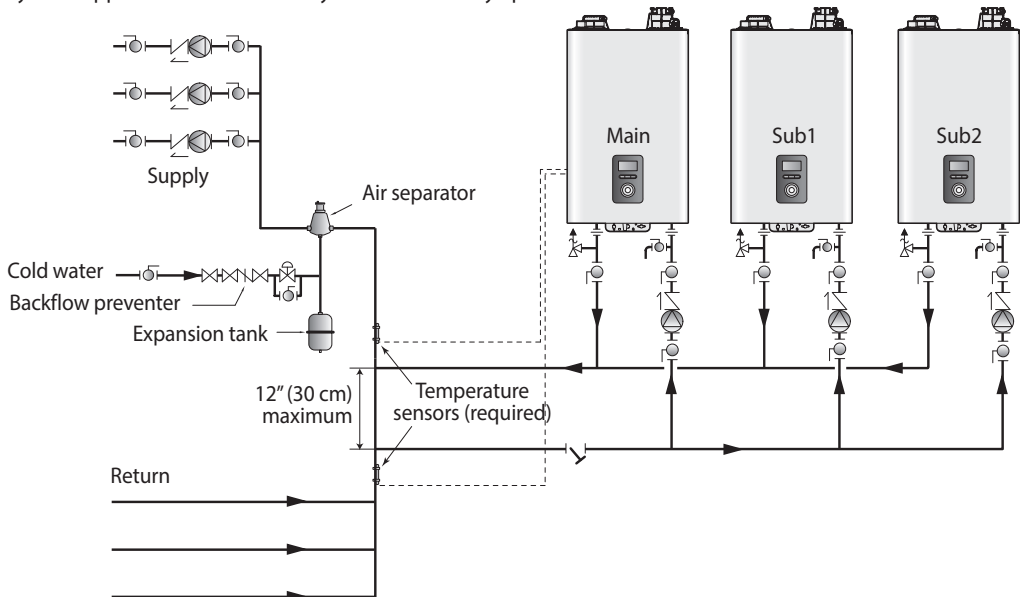 Supply
Air separator
Cold water
Backflow preventer
Expansion tank
12” (30 cm)
maximum
Temperature
sensors (required)
Return
Main
Sub1
Sub2